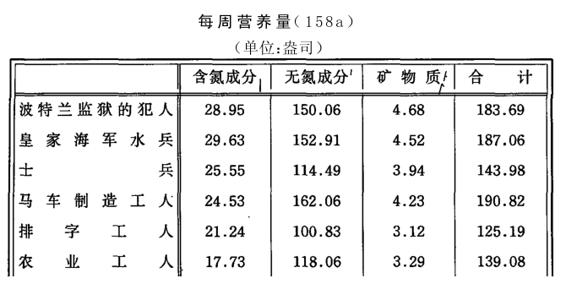 每周营养量(158a)
(单位:盎司)
含氮成分 无氮成分 矿物质 合计
波特兰监狱的犯人 28.95 150.06 4.68 183.69
皇家海军水兵 29.63 152.91 4.52 187.06
士兵 25.55 114.49 3.94 143.98
马车制造工人 24.53 162.06 4.23 190.82
排字工人 21.24 100.83 3.12 125.19
农业工人 17.73 118.06 3.29 139.08